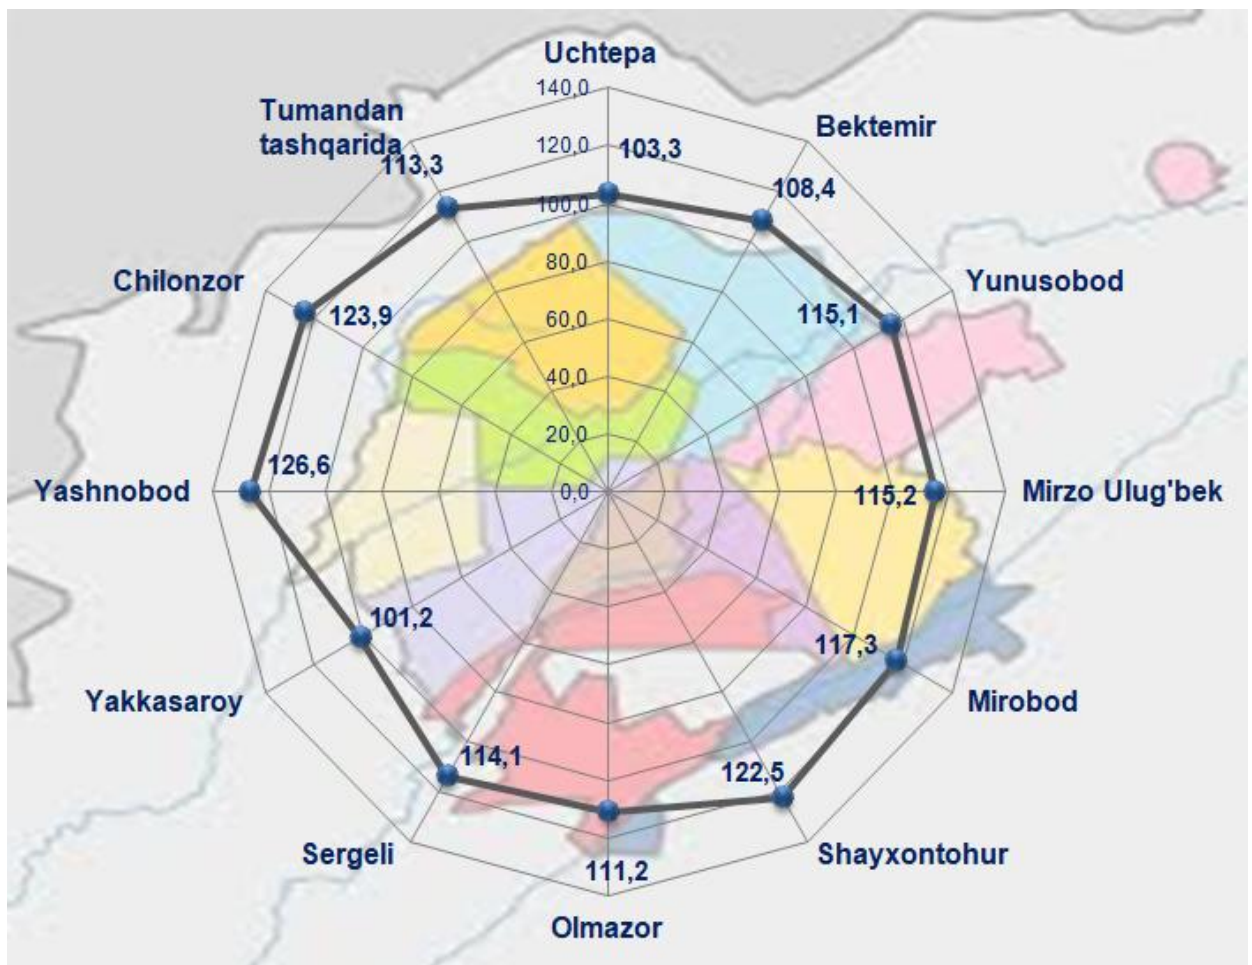 Uchtepa
140,0
Tumandan
tashqarida
Bektemir
120,0
103,3
113,3
108,4
100,0
80,0
Chilonzor
Yunusobod
123,9
115,1
60,0
40,0
20,0
126,6
Yashnobod
0,0
115,2
Mirzo Ulug'bek
101,2
117,3
Yakkasaroy
Mirobod
114,1
122,5
Sergeli
Shayxontohur
111,2
Olmazor